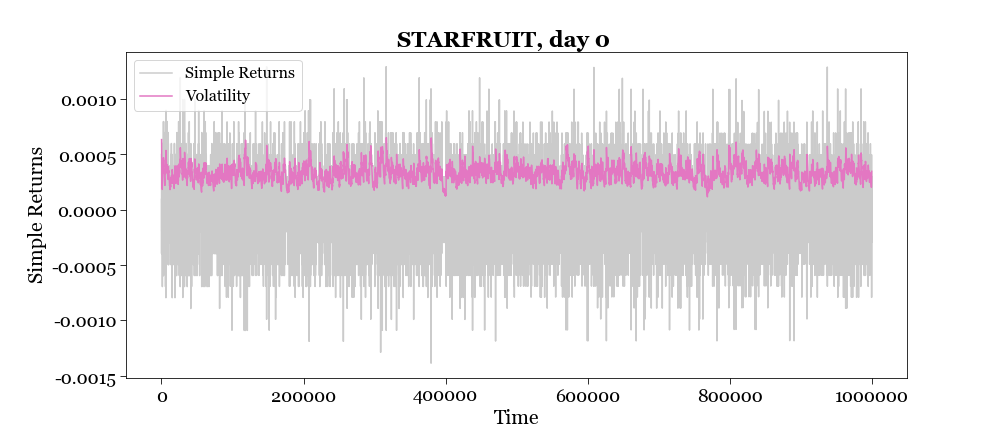 STARFRUIT, day 0
Simple Returns
Volatility
0.0010
0.0005
0.0000
-0.0005
-0.0010
-0.0015
Simple Returns
0 200000 400000 600000 800000 1000000
Time